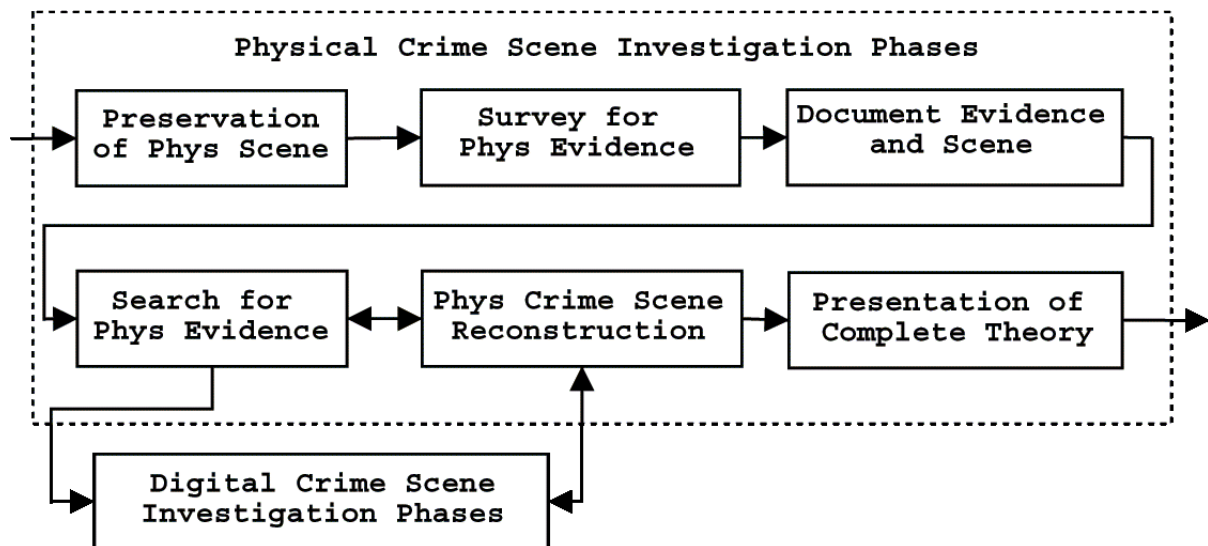 Physical Crime Scene Investigation Phases
Preservation
of Phys Scene
Survey for
Phys Evidence
Document Evidence
and Scene
Search for
Phys Evidence
Phys Crime Scene
Reconstruction
Presentation of
Complete Theory
Digital Crime Scene
Investigation Phases